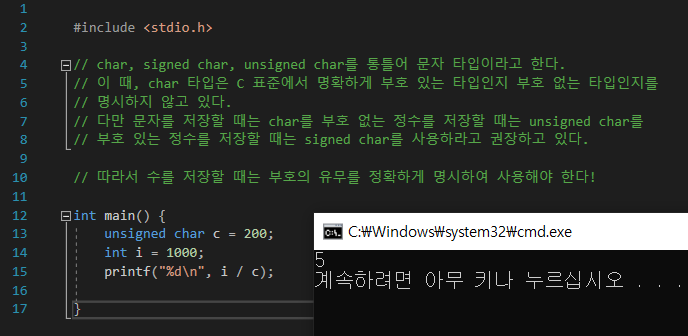 1
2 #include <stdio.h>
3
4 // char, signed char, unsigned char를 통틀어 문자 타입이라고 한다.
5 // 이 때, char 타입은 C 표준에서 명확하게 부호 있는 타입인지 부호 없는 타입인지를
6 // 명시하지 않고 있다.
7 // 다만 문자를 저장할 때는 char를 부호 없는 정수를 저장할 때는 unsigned char를
8 // 부호 있는 정수를 저장할 때는 signed char를 사용하라고 권장하고 있다.
9
10 // 따라서 수를 저장할 때는 부호의 유무를 정확하게 명시하여 사용해야 한다!
11
12 int main() {
13 unsigned char c = 200;
14 int i = 1000;
15 printf("%d\n", i / c);
16
17 }
C:₩Windows₩system32₩cmd.exe
5
계속하려면 아무 키나 누르십시오 . . .